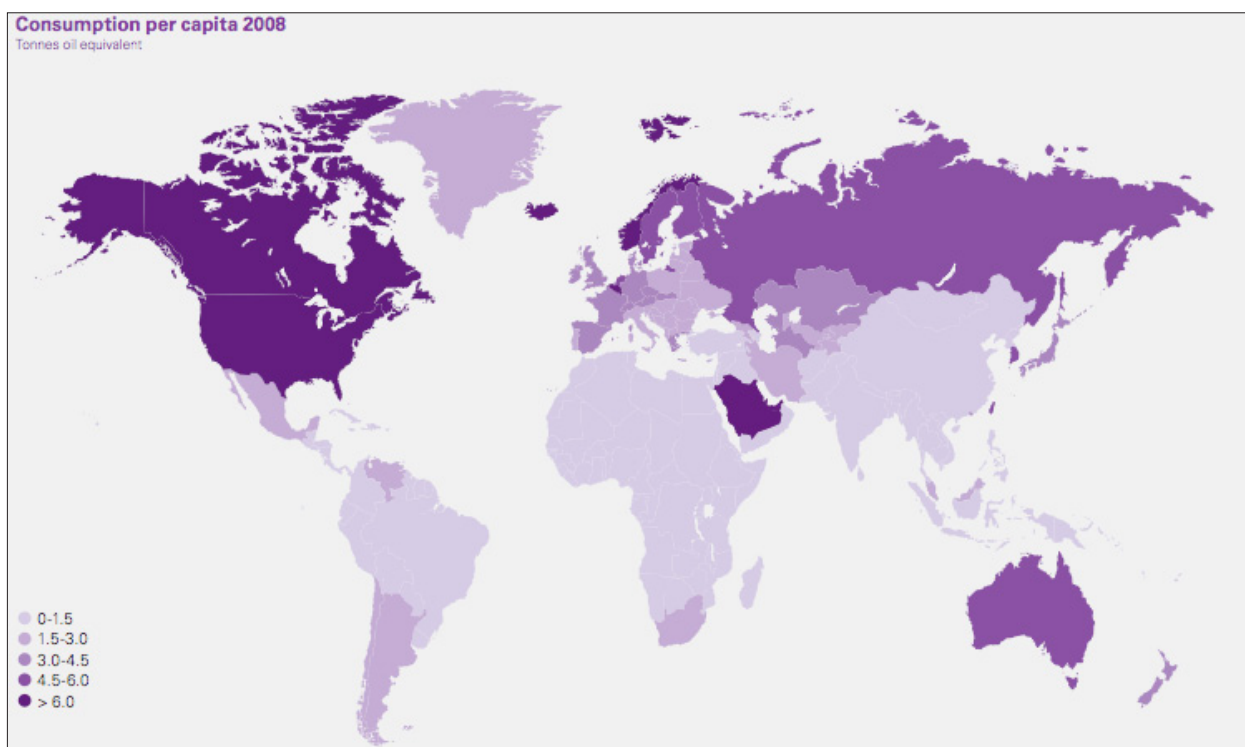 Consumption per capita 2008
Tonnes oil equivalent
0-1.5
1.5-3.0
3.0-4.5
4.5-6.0
> 6.0